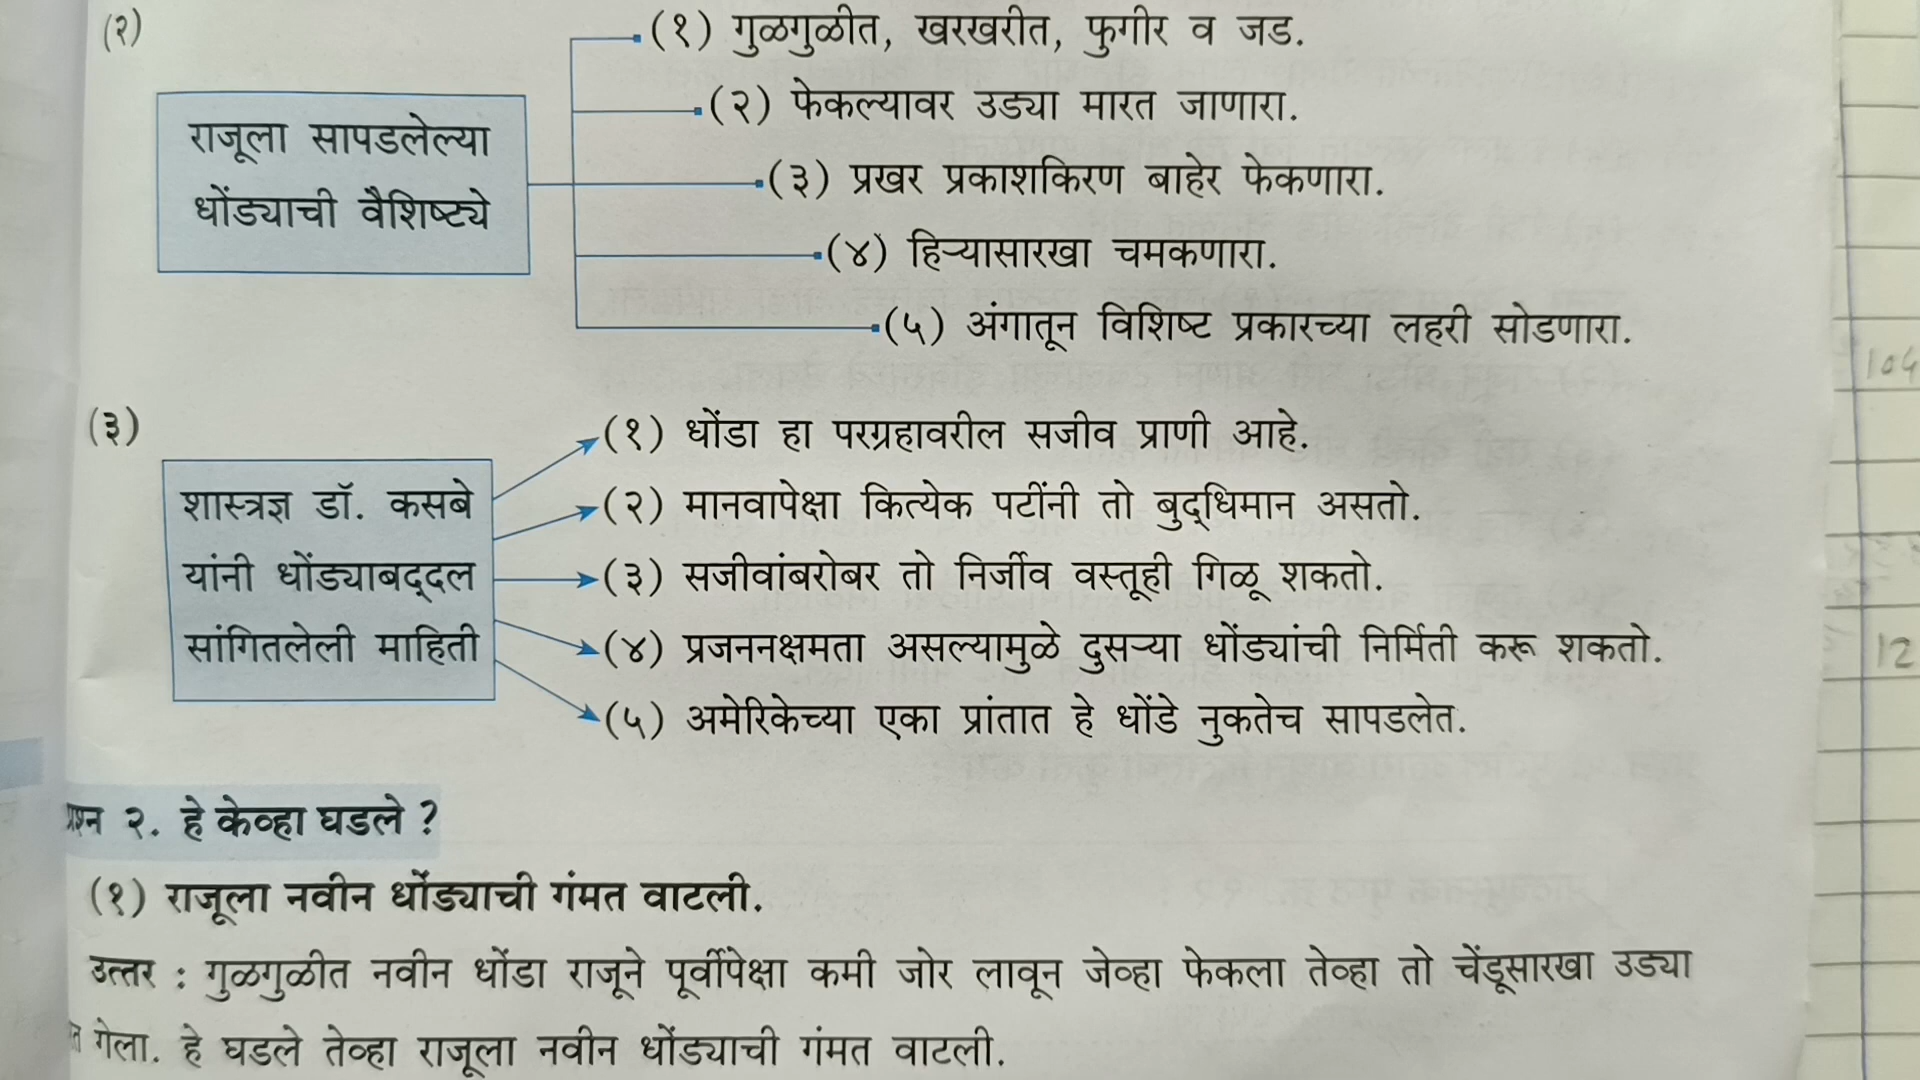 (२)
(१) गुळगुळीत, खरखरीत, फुगीर व जड.
(२) फेकल्यावर उड्या मारत जाणारा.
राजूला सापडलेल्या
धोंड्याची वैशिष्ट्ये
(३) प्रखर प्रकाशकिरण बाहेर फेकणारा.
(४) हिऱ्यासारखा चमकणारा.
(५) अंगातून विशिष्ट प्रकारच्या लहरी सोडणारा.
(३)
(१) धोंडा हा परग्रहावरील सजीव प्राणी आहे.
शास्त्रज्ञ डॉ. कसबे
यांनी धोंड्याबद्दल
सांगितलेली माहिती
(२) मानवापेक्षा कित्येक पटींनी तो बुद्धिमान असतो.
(३) सजीवांबरोबर तो निर्जीव वस्तूही गिळू शकतो.
(४) प्रजननक्षमता असल्यामुळे दुसऱ्या धोंड्यांची निर्मिती करू शकतो.
(५) अमेरिकेच्या एका प्रांतात हे धोंडे नुकतेच सापडलेत.
प्रश्न २. हे केव्हा घडले ?
(१) राजूला नवीन धोंड्याची गंमत वाटली.
उत्तर : गुळगुळीत नवीन धोंडा राजूने पूर्वीपेक्षा कमी जोर लावून जेव्हा फेकला तेव्हा तो चेंडूसारखा उड्या
गेला. हे घडले तेव्हा राजूला नवीन धोंड्याची गंमत वाटली.
104
12